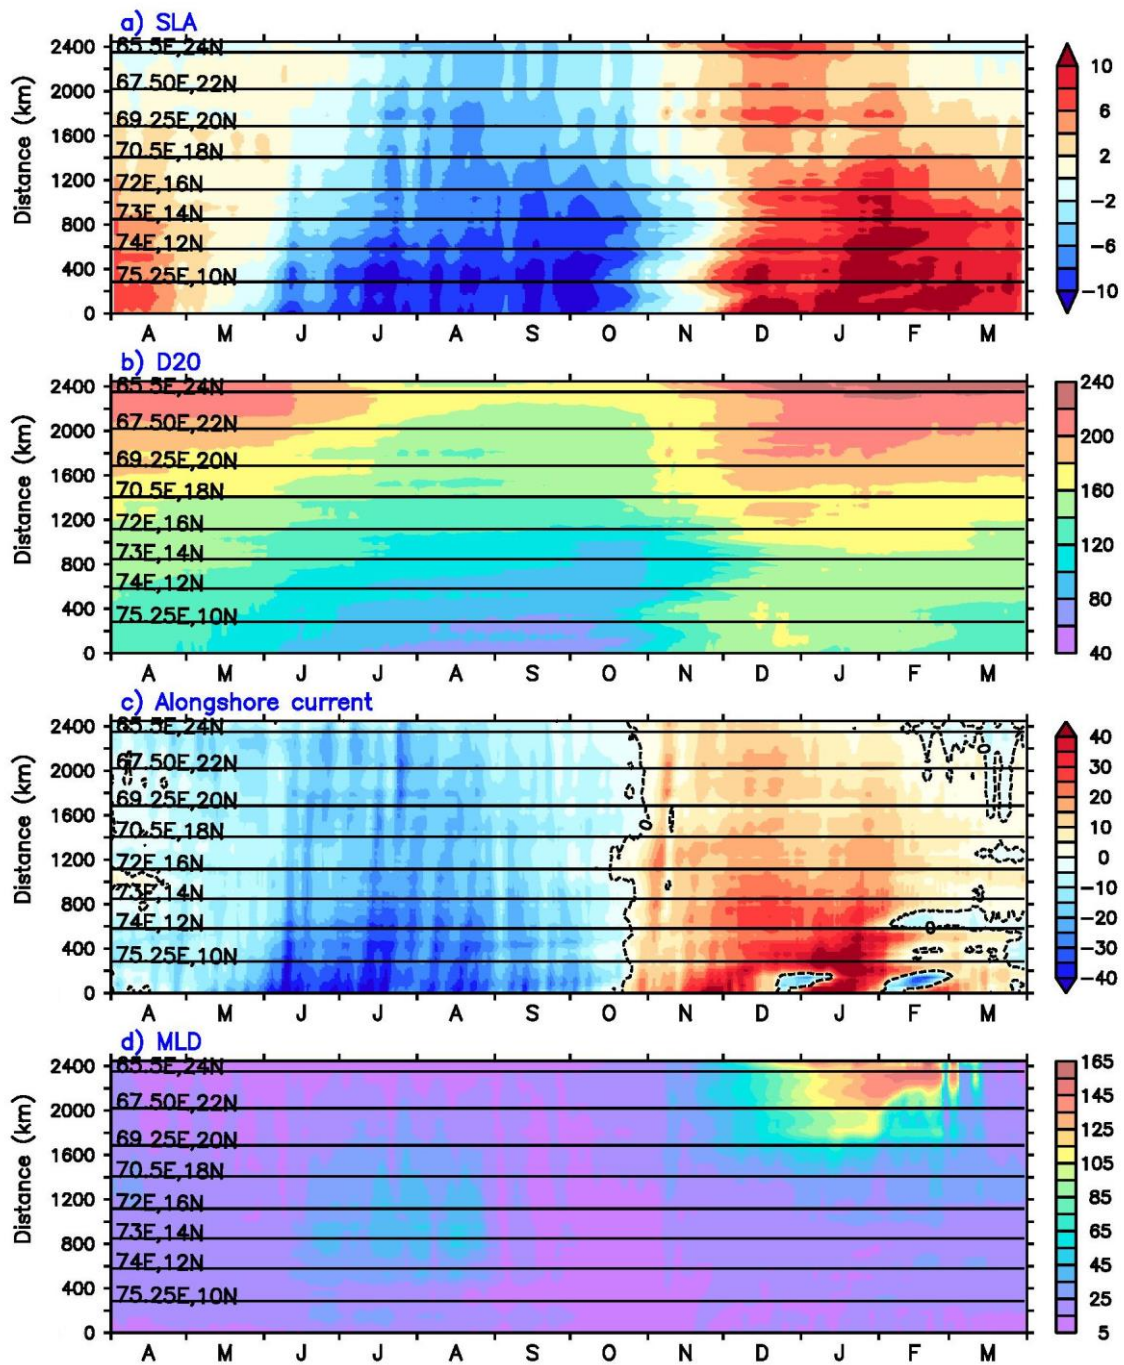 a) SLA
2400
2000
1600
1200
800
400
0
Distance (km)
65.5E,24N
67.50E,22N
69.25E,20N
70.5E,18N
72E,16N
73E,14N
74E,12N
75.25E,10N
A M J J A S O N D J F M
10
6
2
-2
-6
-10
b) D20
2400
2000
1600
1200
800
400
0
Distance (km)
65.5E,24N
67.50E,22N
69.25E,20N
70.5E,18N
72E,16N
73E,14N
74E,12N
75.25E,10N
A M J J A S O N D J F M
240
200
160
120
80
40
c) Alongshore current
2400
2000
1600
1200
800
400
0
Distance (km)
65.5E,24N
67.50E,22N
69.25E,20N
70.5E,18N
72E,16N
73E,14N
74E,12N
75.25E,10N
0
0
0
A M J J A S O N D J F M
40
30
20
10
0
-10
-20
-30
-40
d) MLD
2400
2000
1600
1200
800
400
0
Distance (km)
65.5E,24N
67.50E,22N
69.25E,20N
70.5E,18N
72E,16N
73E,14N
74E,12N
75.25E,10N
A M J J A S O N D J F M
165
145
125
105
85
65
45
25
5